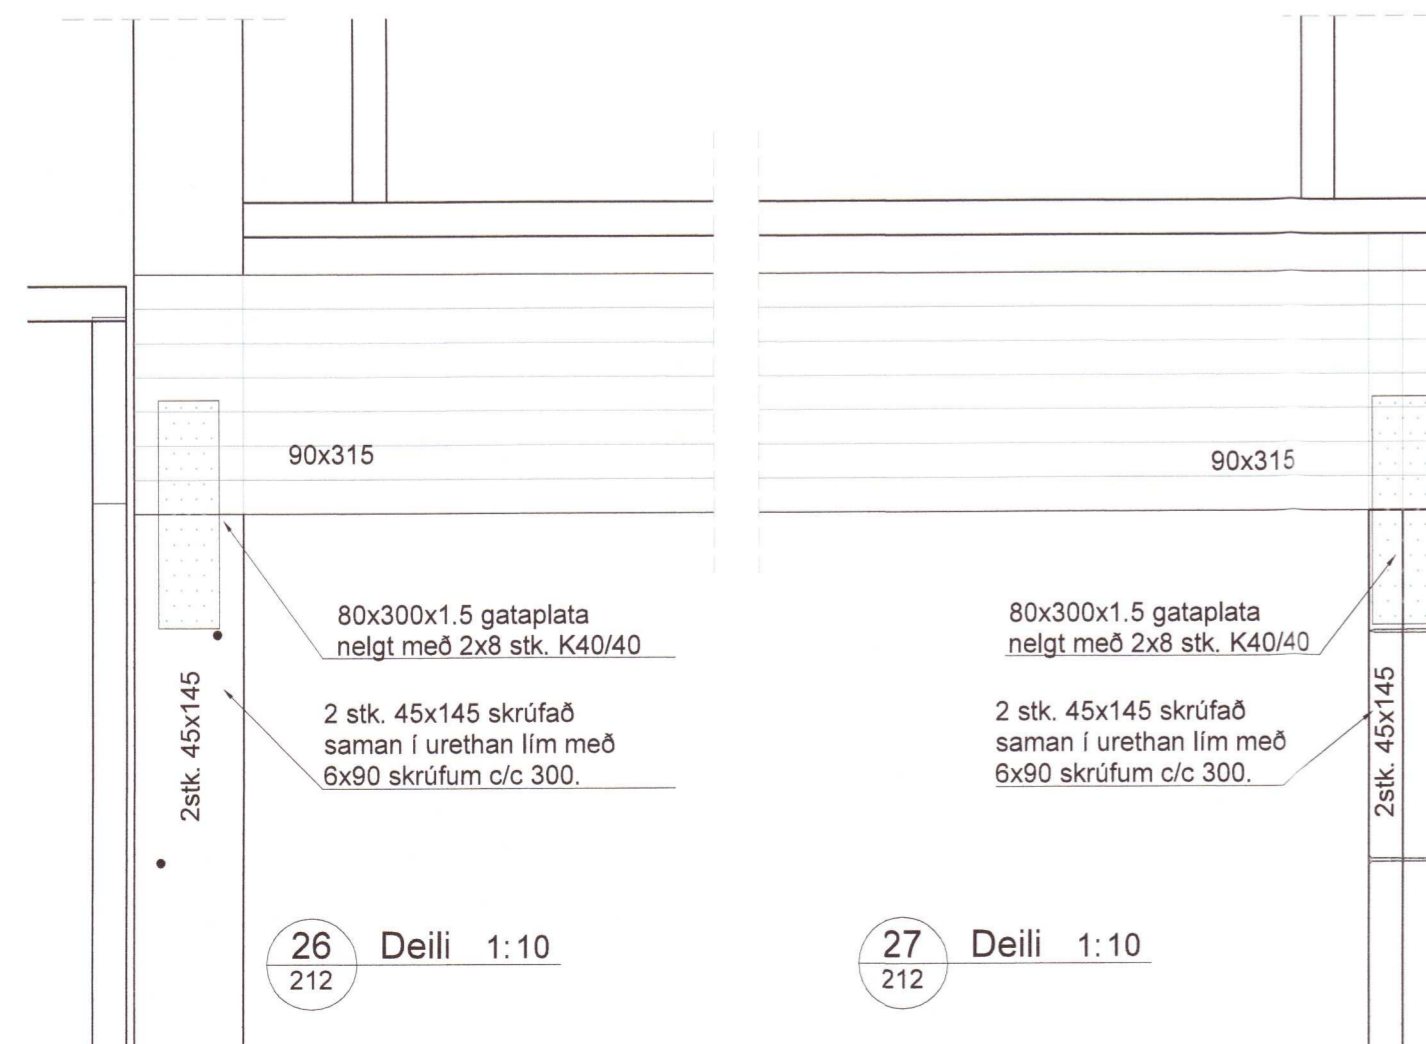 90x315
80x300x1.5 gataplata
nelgt með 2x8 stk. K40/40
2 stk. 45x145 skrúfað
saman í urethan lím með
6x90 skrúfum c/c 300.
2stk. 45x145
26
212
Deili 1:10
90x315
80x300x1.5 gataplata
nelgt með 2x8 stk. K40/40
2 stk. 45x145 skrúfað
saman í urethan lím með
6x90 skrúfum c/c 300.
2stk. 45x145
27
212
Deili 1:10